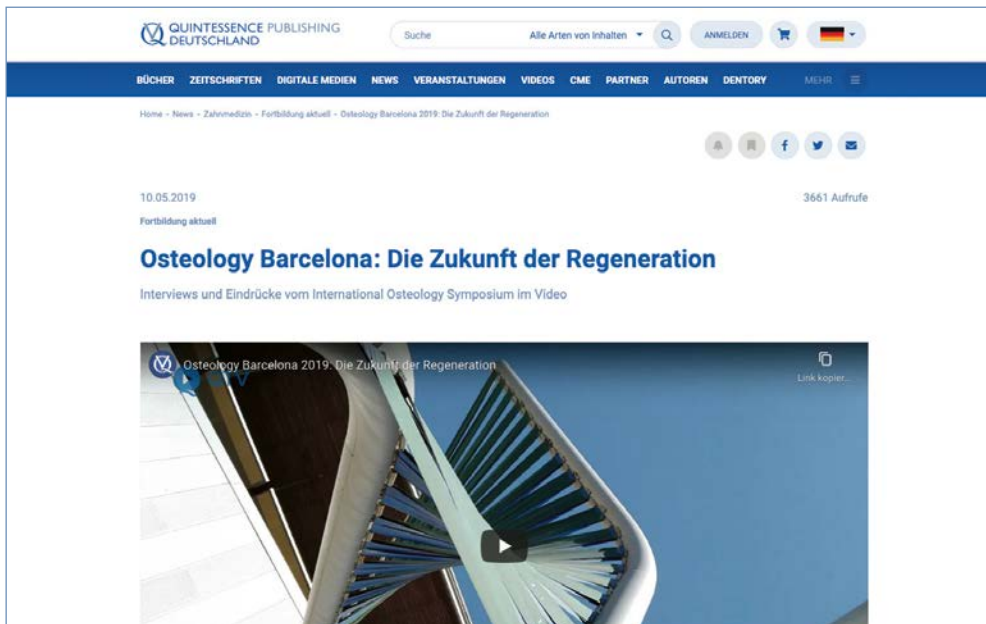 QUINTESSENCE PUBLISHING
DEUTSCHLAND
Suche
Alle Arten von Inhalten
ANMELDEN
BÜCHER ZEITSCHRIFTEN DIGITALE MEDIEN NEWS VERANSTALTUNGEN VIDEOS CME PARTNER AUTOREN DENTORY MEHR
Home - News - Zahnmedizin - Fortbildung aktuell - Osteology Barcelona 2019: Die Zukunft der Regeneration
10.05.2019
3661 Aufrufe
Fortbildung aktuell
Osteology Barcelona: Die Zukunft der Regeneration
Interviews und Eindrücke vom International Osteology Symposium im Video
Osteology Barcelona 2019: Die Zukunft der Regeneration
Link kopier...